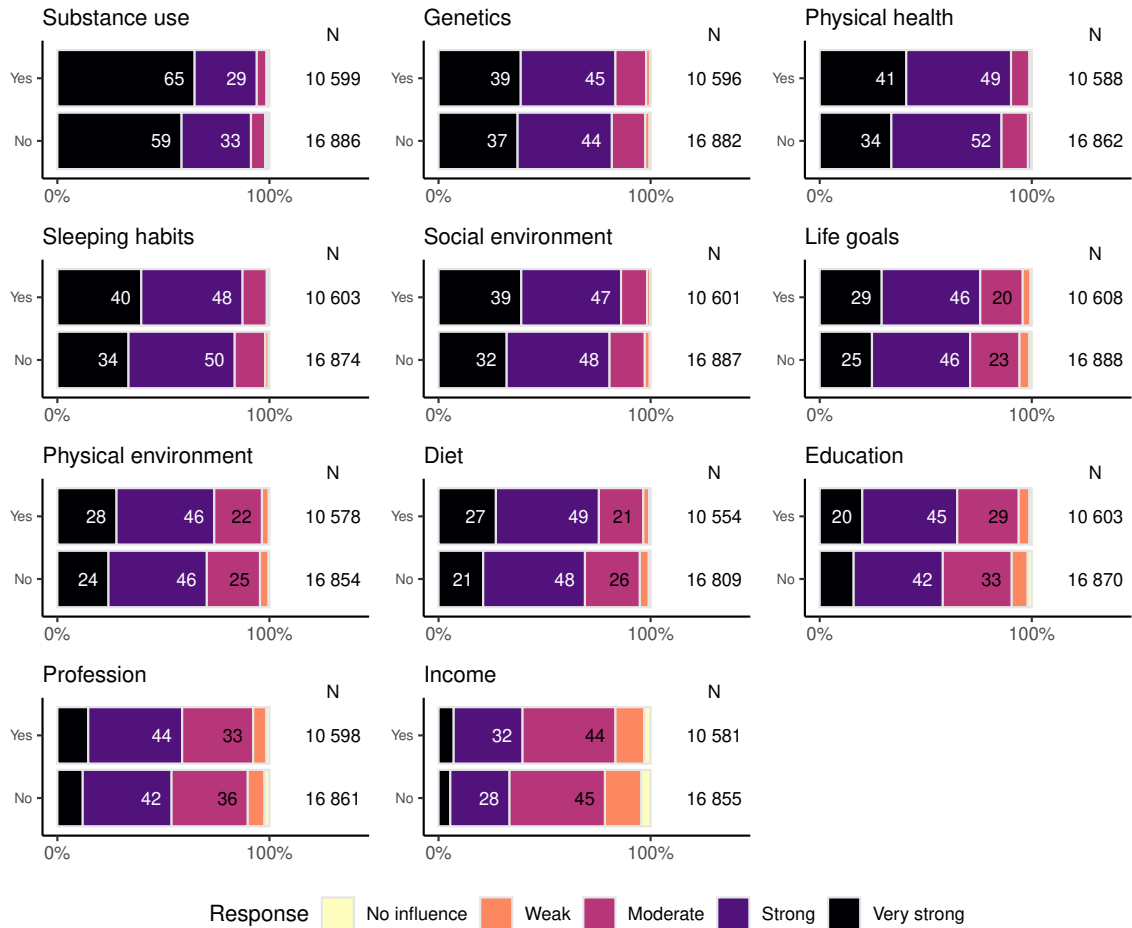 Substance use
N
Yes 65 29 10 599
No 59 33 16 886
0% 100%
Genetics
N
39 45 10 596
37 44 16 882
0% 100%
Physical health
N
41 49 10 588
34 52 16 862
0% 100%
Sleeping habits
N
Yes 40 48 10 603
No 34 50 16 874
0% 100%
Social environment
N
Yes 39 47 10 601
No 32 48 16 887
0% 100%
Life goals
N
Yes 29 46 20 10 608
No 25 46 23 16 888
0% 100%
Physical environment
N
Yes 28 46 22 10 578
No 24 46 25 16 854
0% 100%
Diet
N
Yes 27 49 21 10 554
No 21 48 26 16 809
0% 100%
Education
N
Yes 20 45 29 10 603
No 42 33 16 870
0% 100%
Profession
N
Yes 44 33 10 598
No 42 36 16 861
0% 100%
Income
N
Yes 32 44 10 581
No 28 45 16 855
0% 100%
Response No influence Weak Moderate Strong Very strong